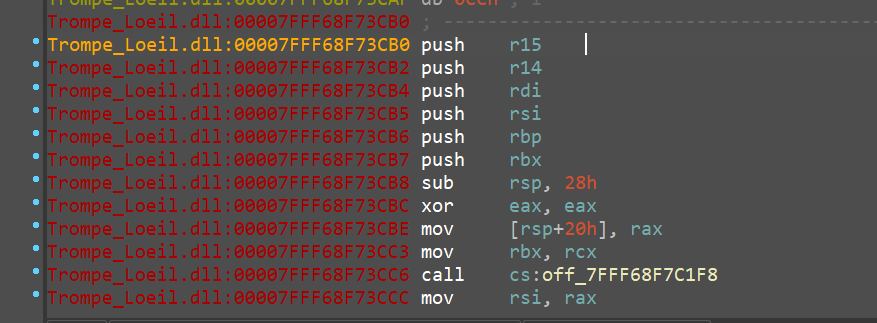 Trompe_Loeil.dll:00007FFF68F73CAF db 0CCh ; I
Trompe_Loeil.dll:00007FFF68F73CB0 ; ---------------------------------------
Trompe_Loeil.dll:00007FFF68F73CB0 push r15
Trompe_Loeil.dll:00007FFF68F73CB2 push r14
Trompe_Loeil.dll:00007FFF68F73CB4 push rdi
Trompe_Loeil.dll:00007FFF68F73CB5 push rsi
Trompe_Loeil.dll:00007FFF68F73CB6 push rbp
Trompe_Loeil.dll:00007FFF68F73CB7 push rbx
Trompe_Loeil.dll:00007FFF68F73CB8 sub rsp, 28h
Trompe_Loeil.dll:00007FFF68F73CBC xor eax, eax
Trompe_Loeil.dll:00007FFF68F73CBE mov [rsp+20h], rax
Trompe_Loeil.dll:00007FFF68F73CC3 mov rbx, rcx
Trompe_Loeil.dll:00007FFF68F73CC6 call cs:off_7FFF68F7C1F8
Trompe_Loeil.dll:00007FFF68F73CCC mov rsi, rax